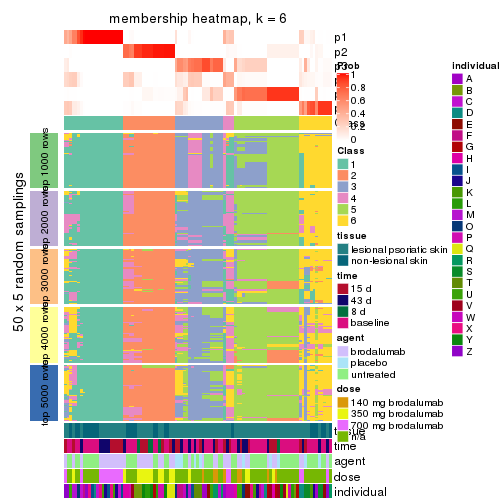 membership heatmap, k = 6
p1
p2
Prob
1
0.8
0.6
0.4
0.2
0
Class
1
2
3
4
5
6
tissue
lesional psoriatic skin
non-lesional skin
time
15 d
43 d
8 d
baseline
agent
brodalumab
placebo
untreated
dose
140 mg brodalumab
350 mg brodalumab
700 mg brodalumab
n/a
individual
A
B
C
D
E
F
G
H
I
J
K
L
M
O
P
Q
R
S
T
U
V
W
X
Y
Z
50 x 5 random samplings
top 1000 rows
top 2000 rows
top 3000 rows
top 4000 rows
top 5000 rows
tissue
time
agent
dose
individual